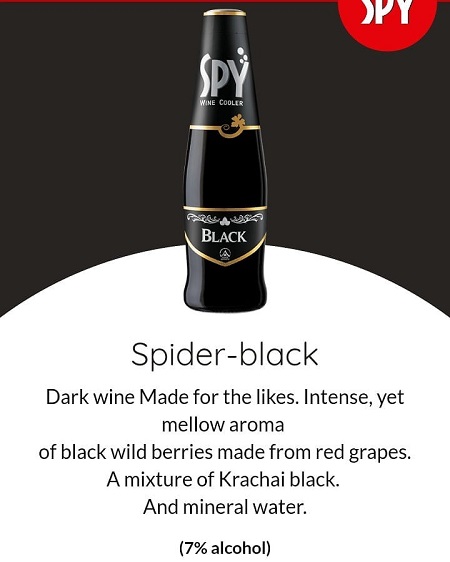 SPY
SPY
WINE COOLER
BLACK
Spider-black
Dark wine Made for the likes. Intense, yet
mellow aroma
of black wild berries made from red grapes.
A mixture of Krachai black.
And mineral water.
(7% alcohol)